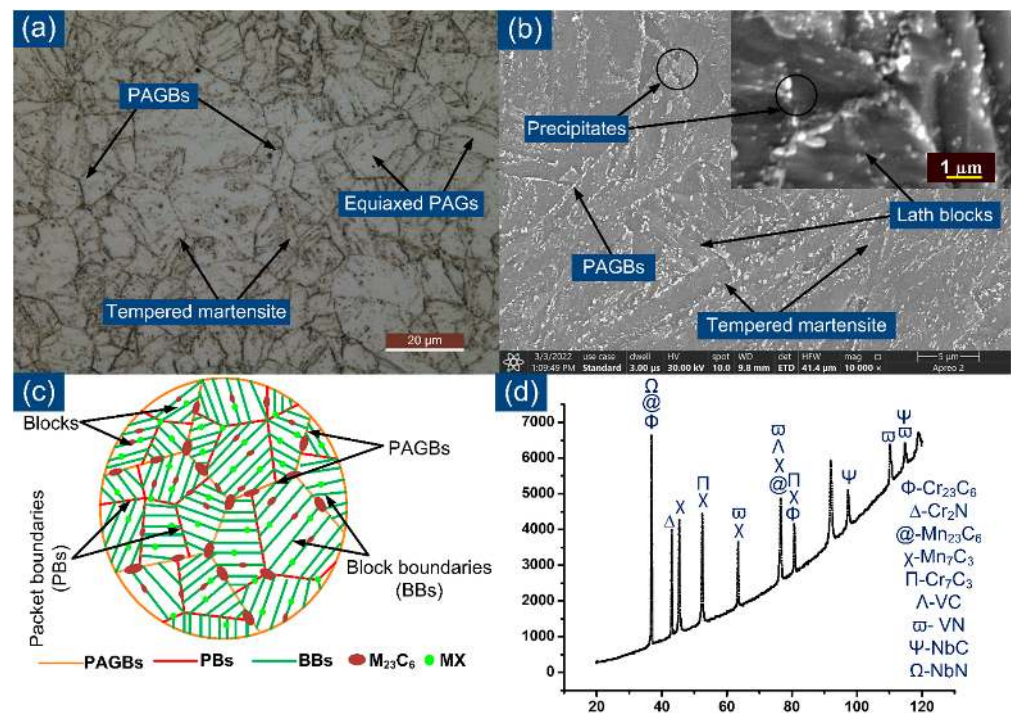 (a)
PAGBs
Equiaxed PAGs
Tempered martensite
20 μm
(b)
Precipitates
1 μm
Lath blocks
PAGBs
Tempered martensite
3/3/2022 use case dwell HV spot WD det HFW mag □ 5 μm
1:09:49 PM Standard 3.00 μs 30.00 kV 10.0 9.8 mm ETD 41.4 μm 10 000 × Apreo 2
(c)
Blocks
PAGBs
Packet boundaries
(PBs)
Block boundaries
(BBs)
PAGBs PBs BBs M₂₃C₆ MX
(d)
Ω
@
Φ
Δ
χ
Π
χ
ϖ
χ
ϖ
Λ
χ
@
Π
χ
Φ
Ψ
ϖ
Ψ
ϖ
Φ-Cr₂₃C₆
Δ-Cr₂N
@-Mn₂₃C₆
χ-Mn₇C₃
Π-Cr₇C₃
Λ-VC
ϖ- VN
Ψ-NbC
Ω-NbN
7000
6000
5000
4000
3000
2000
1000
0
20 40 60 80 100 120